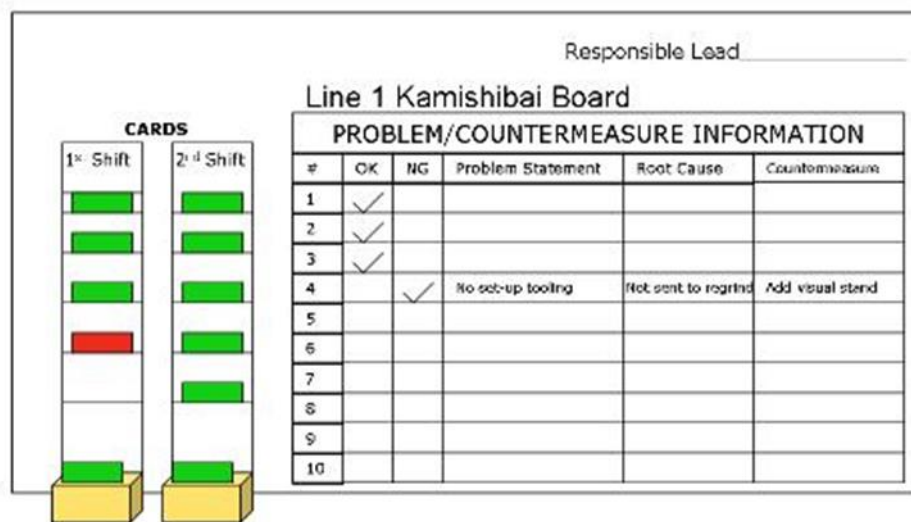 Responsible Lead
Line 1 Kamishibai Board
CARDS
1st Shift 2nd Shift
PROBLEM/COUNTERMEASURE INFORMATION
# OK NG Problem Statement Root Cause Countermeasure
1
2
3
4 No set-up tooling Not sent to regrind Add visual stand
5
6
7
8
9
10